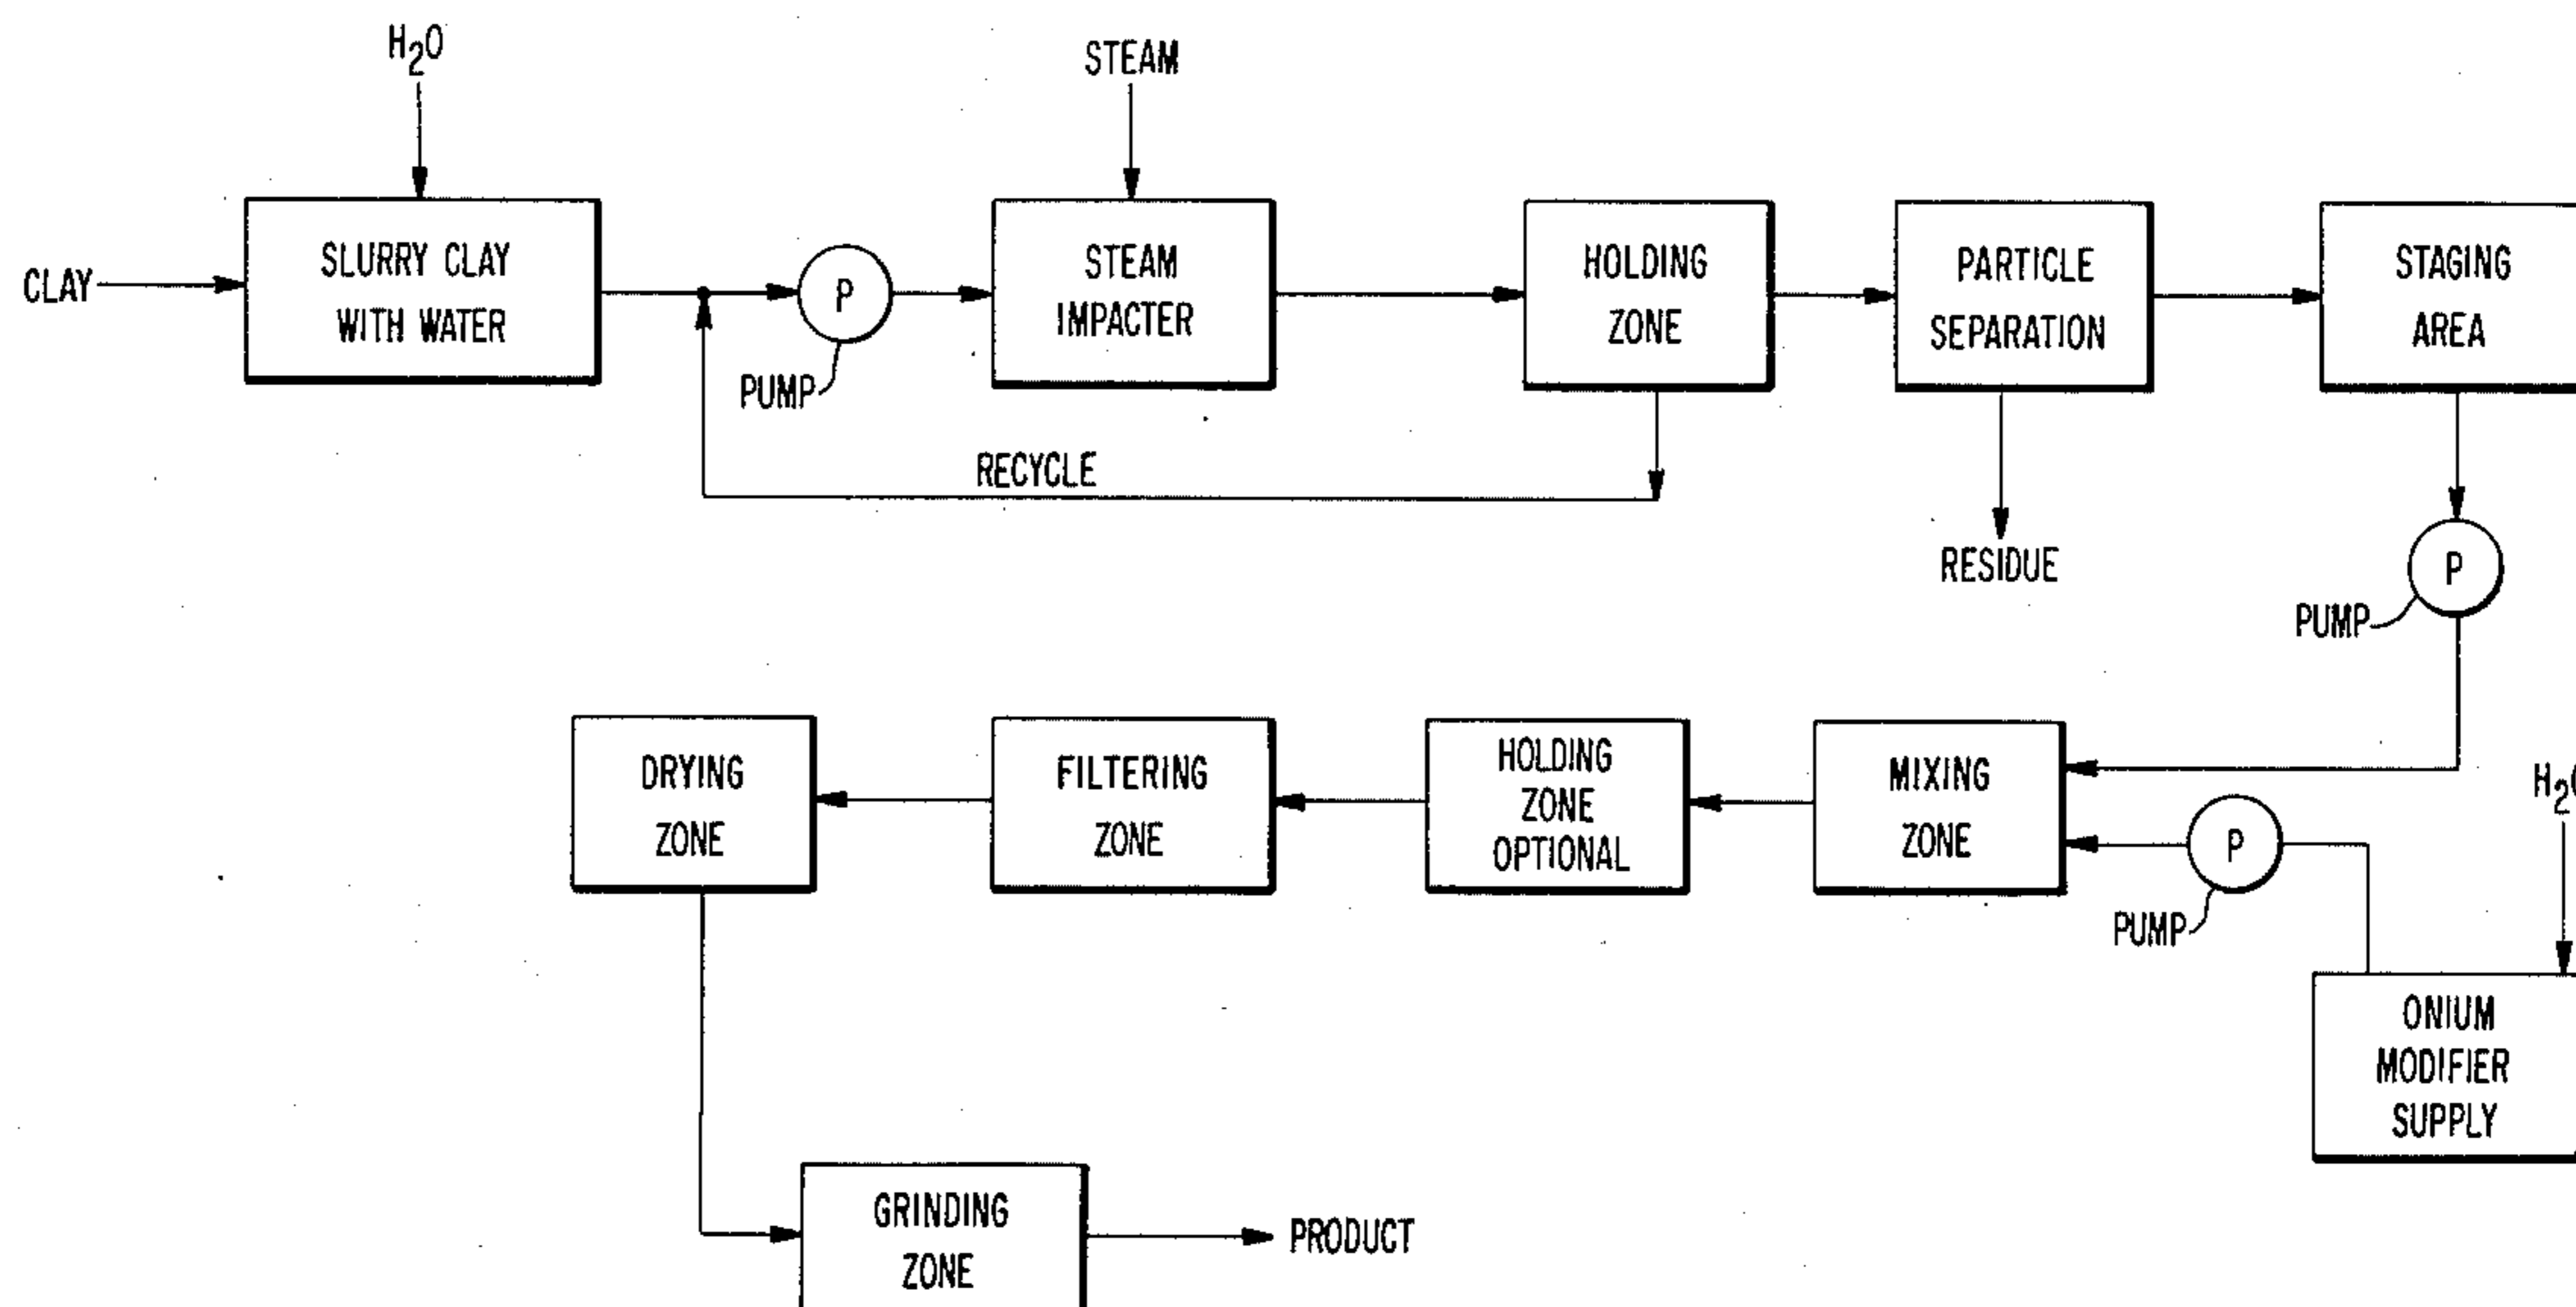 H2O
STEAM
CLAY
SLURRY CLAY
WITH WATER
P
PUMP
STEAM
IMPACTER
HOLDING
ZONE
PARTICLE
SEPARATION
STAGING
AREA
RECYCLE
RESIDUE
P
PUMP
DRYING
ZONE
FILTERING
ZONE
HOLDING
ZONE
OPTIONAL
MIXING
ZONE
P
PUMP
H2O
ONIUM
MODIFIER
SUPPLY
GRINDING
ZONE
PRODUCT